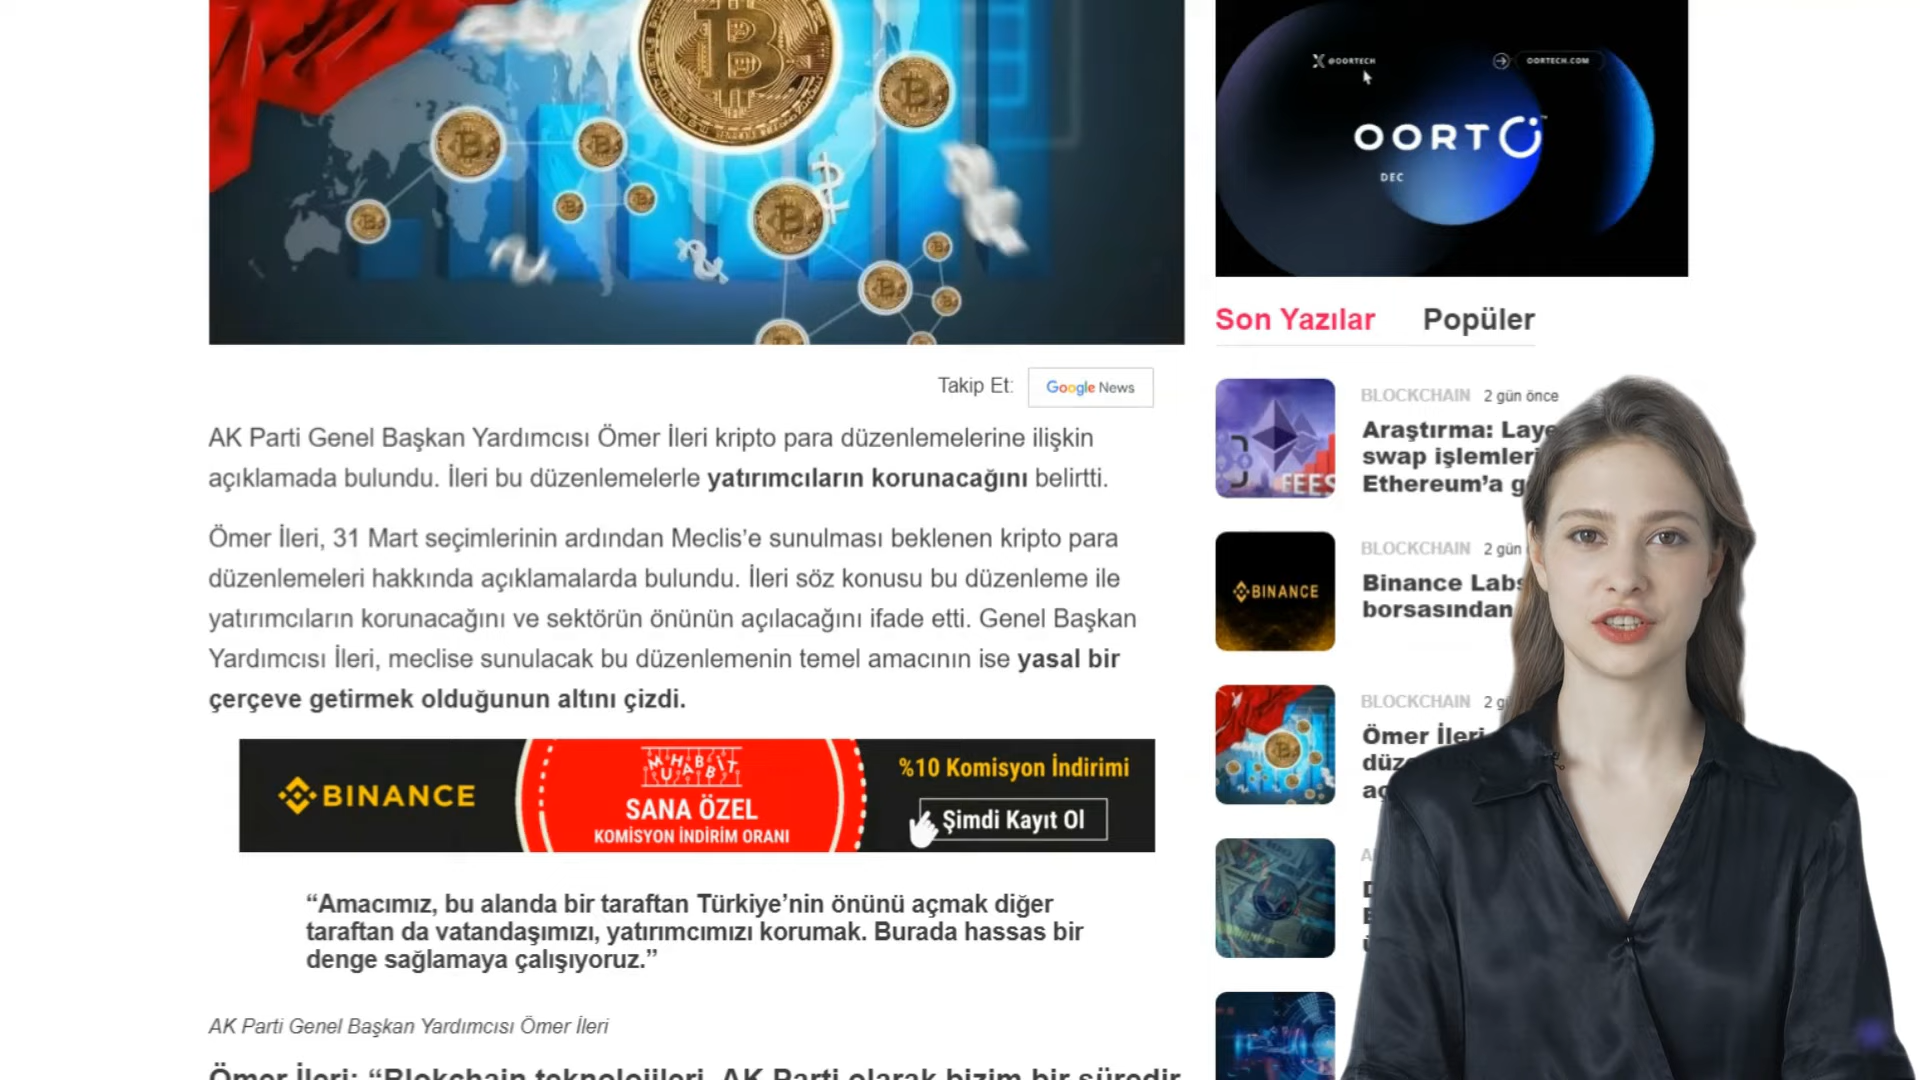 @OORTECH
OORTECH.COM
OORT
DEC
Son Yazılar
Popüler
Takip Et:
Google News
AK Parti Genel Başkan Yardımcısı Ömer İleri kripto para düzenlemelerine ilişkin
açıklamada bulundu. İleri bu düzenlemelerle yatırımcıların korunacağını belirtti.
Ömer İleri, 31 Mart seçimlerinin ardından Meclis’e sunulması beklenen kripto para
düzenlemeleri hakkında açıklamalarda bulundu. İleri söz konusu bu düzenleme ile
yatırımcıların korunacağını ve sektörün önünün açılacağını ifade etti. Genel Başkan
Yardımcısı İleri, meclise sunulacak bu düzenlemenin temel amacının ise yasal bir
çerçeve getirmek olduğunun altını çizdi.
BINANCE
MUHABBIT
SANA ÖZEL
KOMİSYON İNDİRİM ORANI
%10 Komisyon İndirimi
Şimdi Kayıt Ol
“Amacımız, bu alanda bir taraftan Türkiye’nin önünü açmak diğer
taraftan da vatandaşımızı, yatırımcımızı korumak. Burada hassas bir
denge sağlamaya çalışıyoruz.”
AK Parti Genel Başkan Yardımcısı Ömer İleri
Ömer İleri: “Blokchain teknolojileri, AK Parti olarak bizim bir süredir
BLOCKCHAIN 2 gün önce
Araştırma:
swap işlemleri
Ethereum’a
FEES
BLOCKCHAIN 2 gün
Binance Labs
borsasından
BINANCE
BLOCKCHAIN 2
Ömer İleri